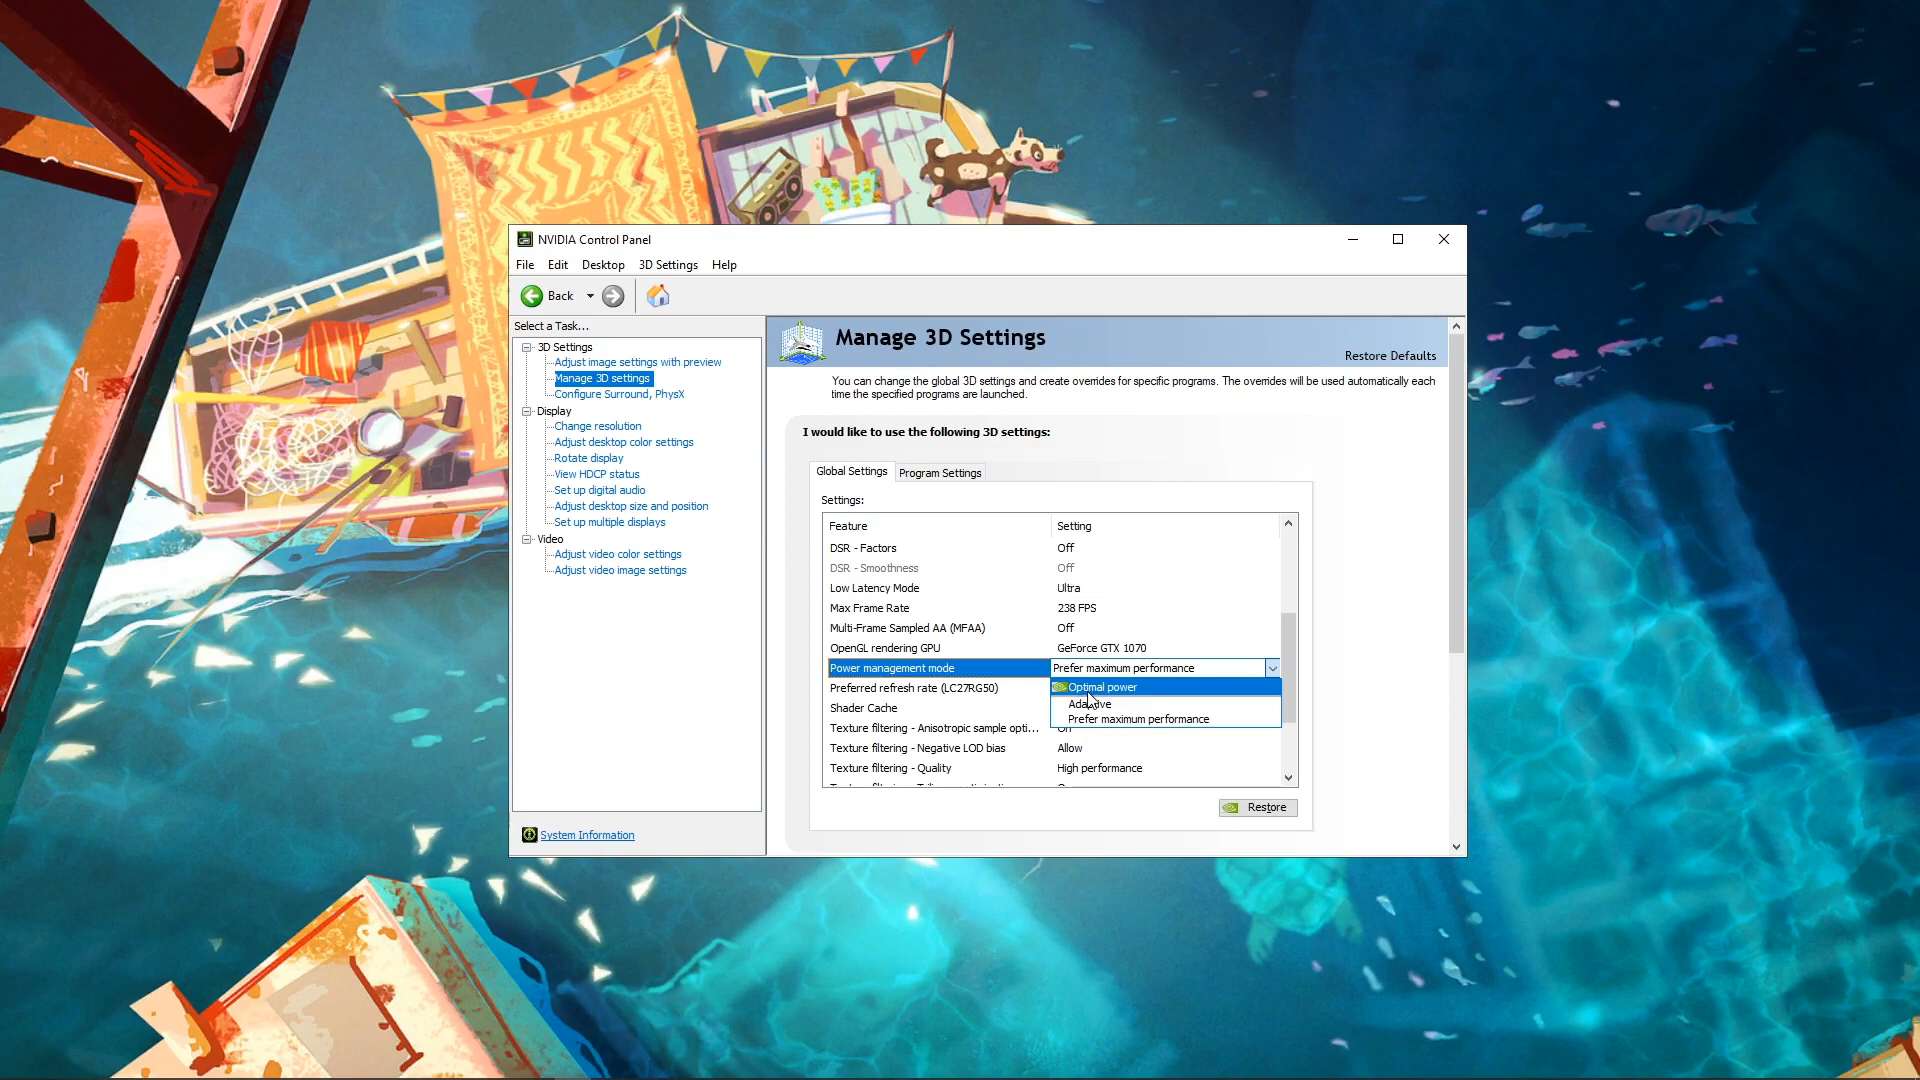 NVIDIA Control Panel
File Edit Desktop 3D Settings Help
Back
Select a Task...
3D Settings
Adjust image settings with preview
Manage 3D settings
Configure Surround, PhysX
Display
Change resolution
Adjust desktop color settings
Rotate display
View HDCP status
Set up digital audio
Adjust desktop size and position
Set up multiple displays
Video
Adjust video color settings
Adjust video image settings
System Information
Manage 3D Settings
Restore Defaults
You can change the global 3D settings and create overrides for specific programs. The overrides will be used automatically each
time the specified programs are launched.
I would like to use the following 3D settings:
Global Settings Program Settings
Settings:
Feature Setting
DSR - Factors Off
DSR - Smoothness Off
Low Latency Mode Ultra
Max Frame Rate 238 FPS
Multi-Frame Sampled AA (MFAA) Off
OpenGL rendering GPU GeForce GTX 1070
Power management mode Prefer maximum performance
Optimal power
Adaptive
Prefer maximum performance
Preferred refresh rate (LC27RG50)
Shader Cache
Texture filtering - Anisotropic sample opti... On
Texture filtering - Negative LOD bias Allow
Texture filtering - Quality High performance
Restore